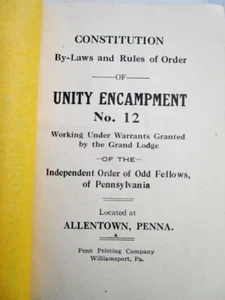 CONSTITUTION
By-Laws and Rules of Order
OF
UNITY ENCAMPMENT
No. 12
Working Under Warrants Granted
by the Grand Lodge
—OF THE—
Independent Order of Odd Fellows,
of Pennsylvania
Located at
ALLENTOWN, PENNA.
Penn Printing Company
Williamsport, Pa.